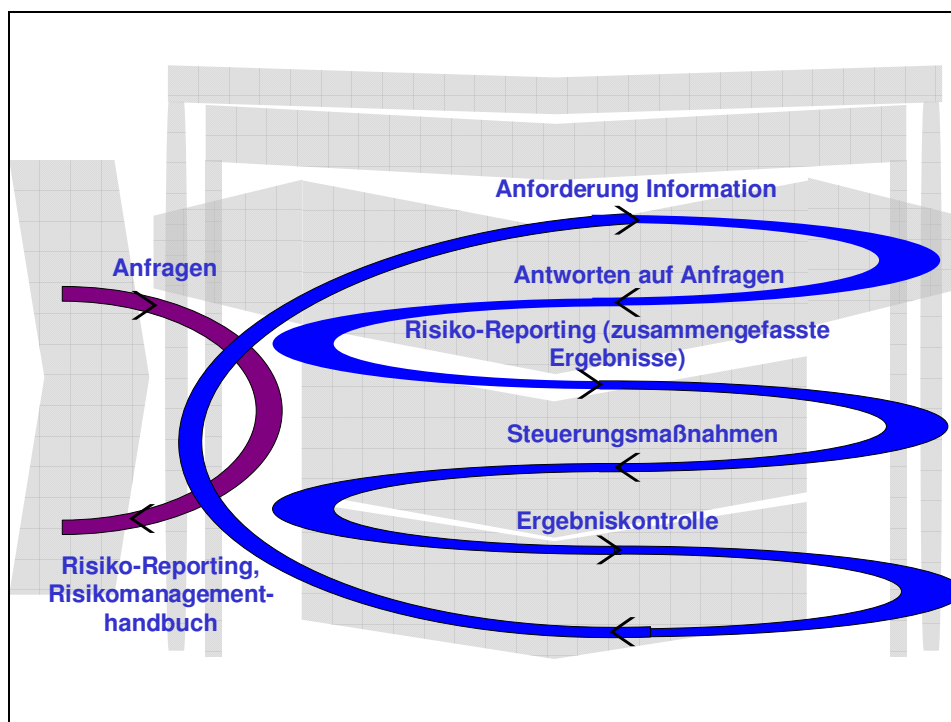 Anforderung Information
Anfragen
Antworten auf Anfragen
Risiko-Reporting (zusammengefasste
Ergebnisse)
Steuerungsmaßnahmen
Ergebniskontrolle
Risiko-Reporting,
Risikomanagement-
handbuch